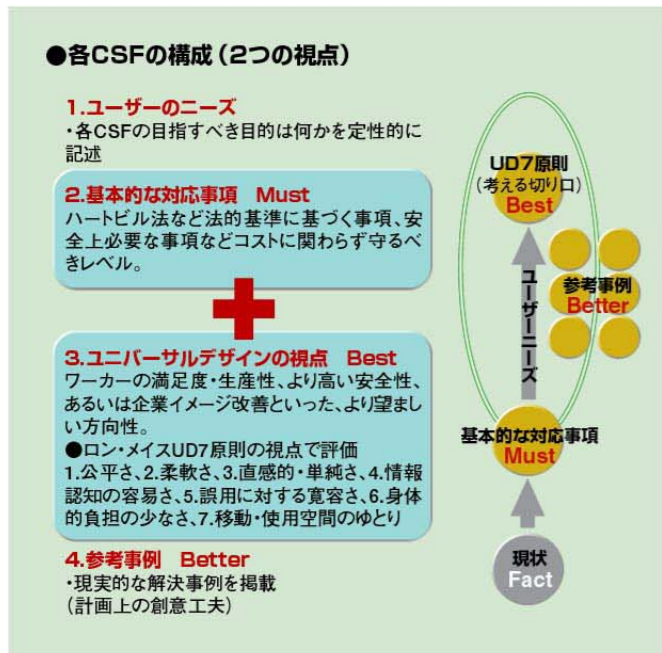 ●各CSFの構成(2つの視点)
1.ユーザーのニーズ
・各CSFの目指すべき目的は何かを定性的に
記述
2.基本的な対応事項 Must
ハートビル法など法的基準に基づく事項、安
全上必要な事項などコストに関わらず守るべ
きレベル。
3.ユニバーサルデザインの視点 Best
ワーカーの満足度・生産性、より高い安全性、
あるいは企業イメージ改善といった、より望まし
い方向性。
●ロン・メイスUD7原則の視点で評価
1.公平さ、2.柔軟さ、3.直感的・単純さ、4.情報
認知の容易さ、5.誤用に対する寛容さ、6.身体
的負担の少なさ、7.移動・使用空間のゆとり
4.参考事例 Better
・現実的な解決事例を掲載
(計画上の創意工夫)
UD7原則
(考える切り口)
Best
ユーザーニーズ
参考事例
Better
基本的な対応事項
Must
現状
Fact